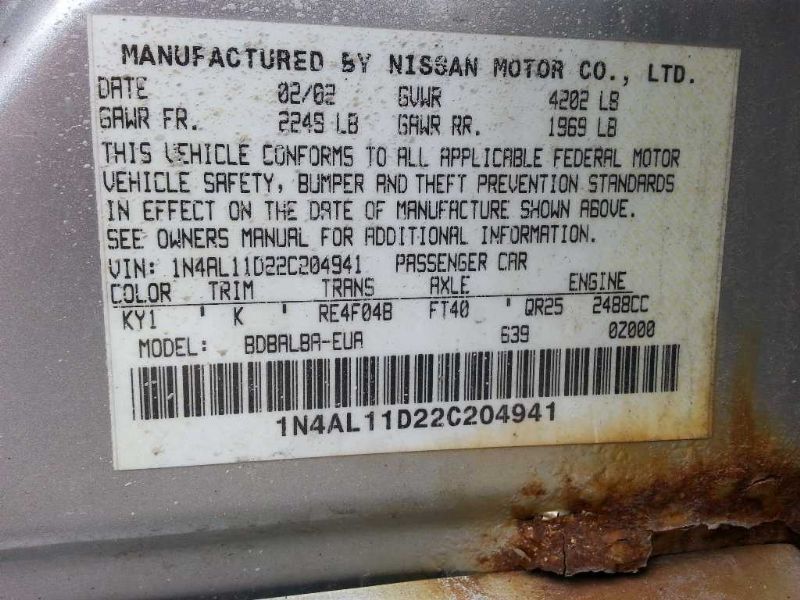 MANUFACTURED BY NISSAN MOTOR CO., LTD.
DATE 02/02 GVWR 4202 LB
GAWR FR. 2249 LB GAWR RR. 1969 LB
THIS VEHICLE CONFORMS TO ALL APPLICABLE FEDERAL MOTOR
VEHICLE SAFETY, BUMPER AND THEFT PREVENTION STANDARDS
IN EFFECT ON THE DATE OF MANUFACTURE SHOWN ABOVE.
SEE OWNERS MANUAL FOR ADDITIONAL INFORMATION.
VIN: 1N4AL11D22C204941 PASSENGER CAR
COLOR TRIM TRANS AXLE ENGINE
KY1 ' K ' RE4F04B FT40 ' QR25 2488CC
MODEL: BDBALBA-EUA 639 0Z000
1N4AL11D22C204941